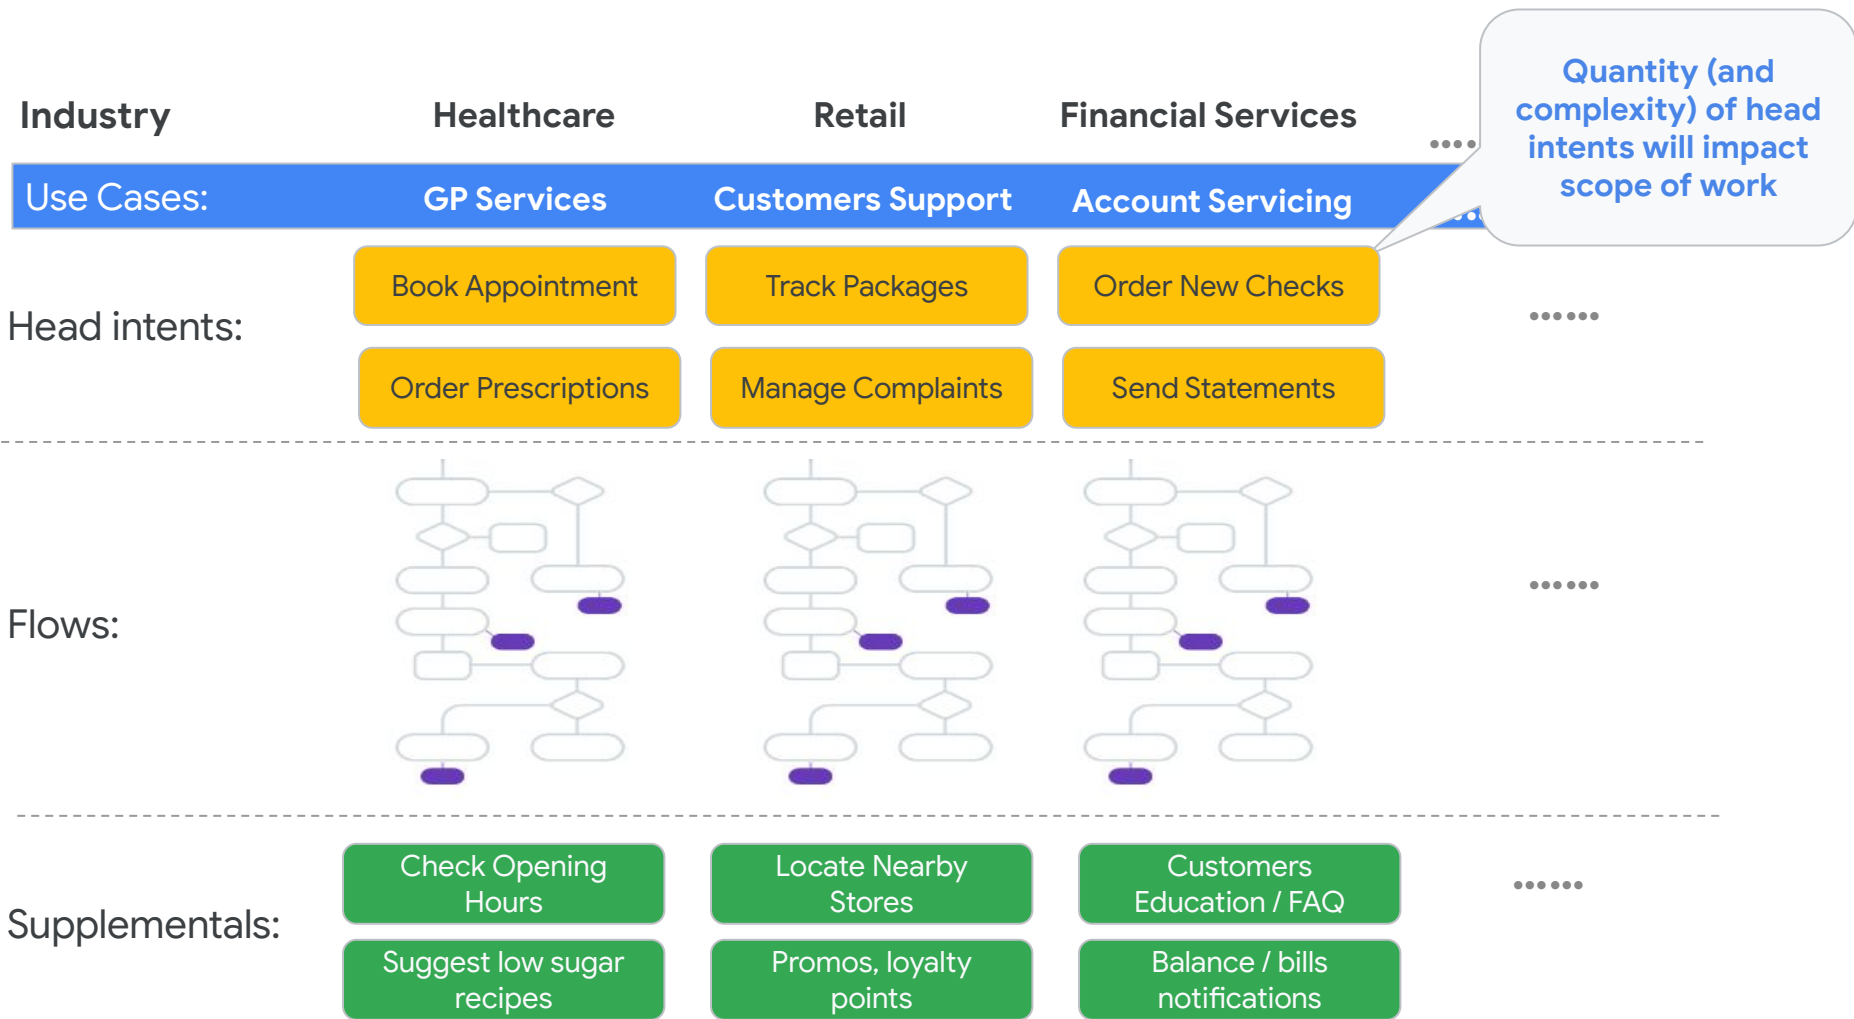 Quantity (and
complexity) of head
intents will impact
scope of work
Industry
Healthcare
Retail
Financial Services
Use Cases:
GP Services
Customers Support
Account Servicing
Head intents:
Book Appointment
Track Packages
Order New Checks
......
Order Prescriptions
Manage Complaints
Send Statements
Flows:
......
Supplementals:
Check Opening
Hours
Locate Nearby
Stores
Customers
Education / FAQ
......
Suggest low sugar
recipes
Promos, loyalty
points
Balance / bills
notifications